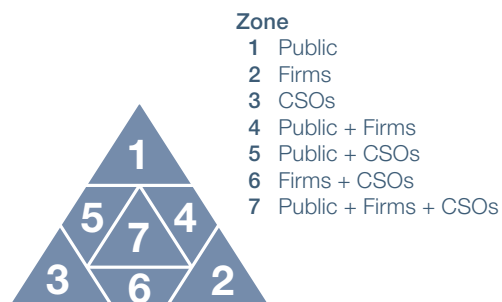 Zone
1 Public
2 Firms
3 CSOs
4 Public + Firms
5 Public + CSOs
6 Firms + CSOs
7 Public + Firms + CSOs
1
5 7 4
3 6 2